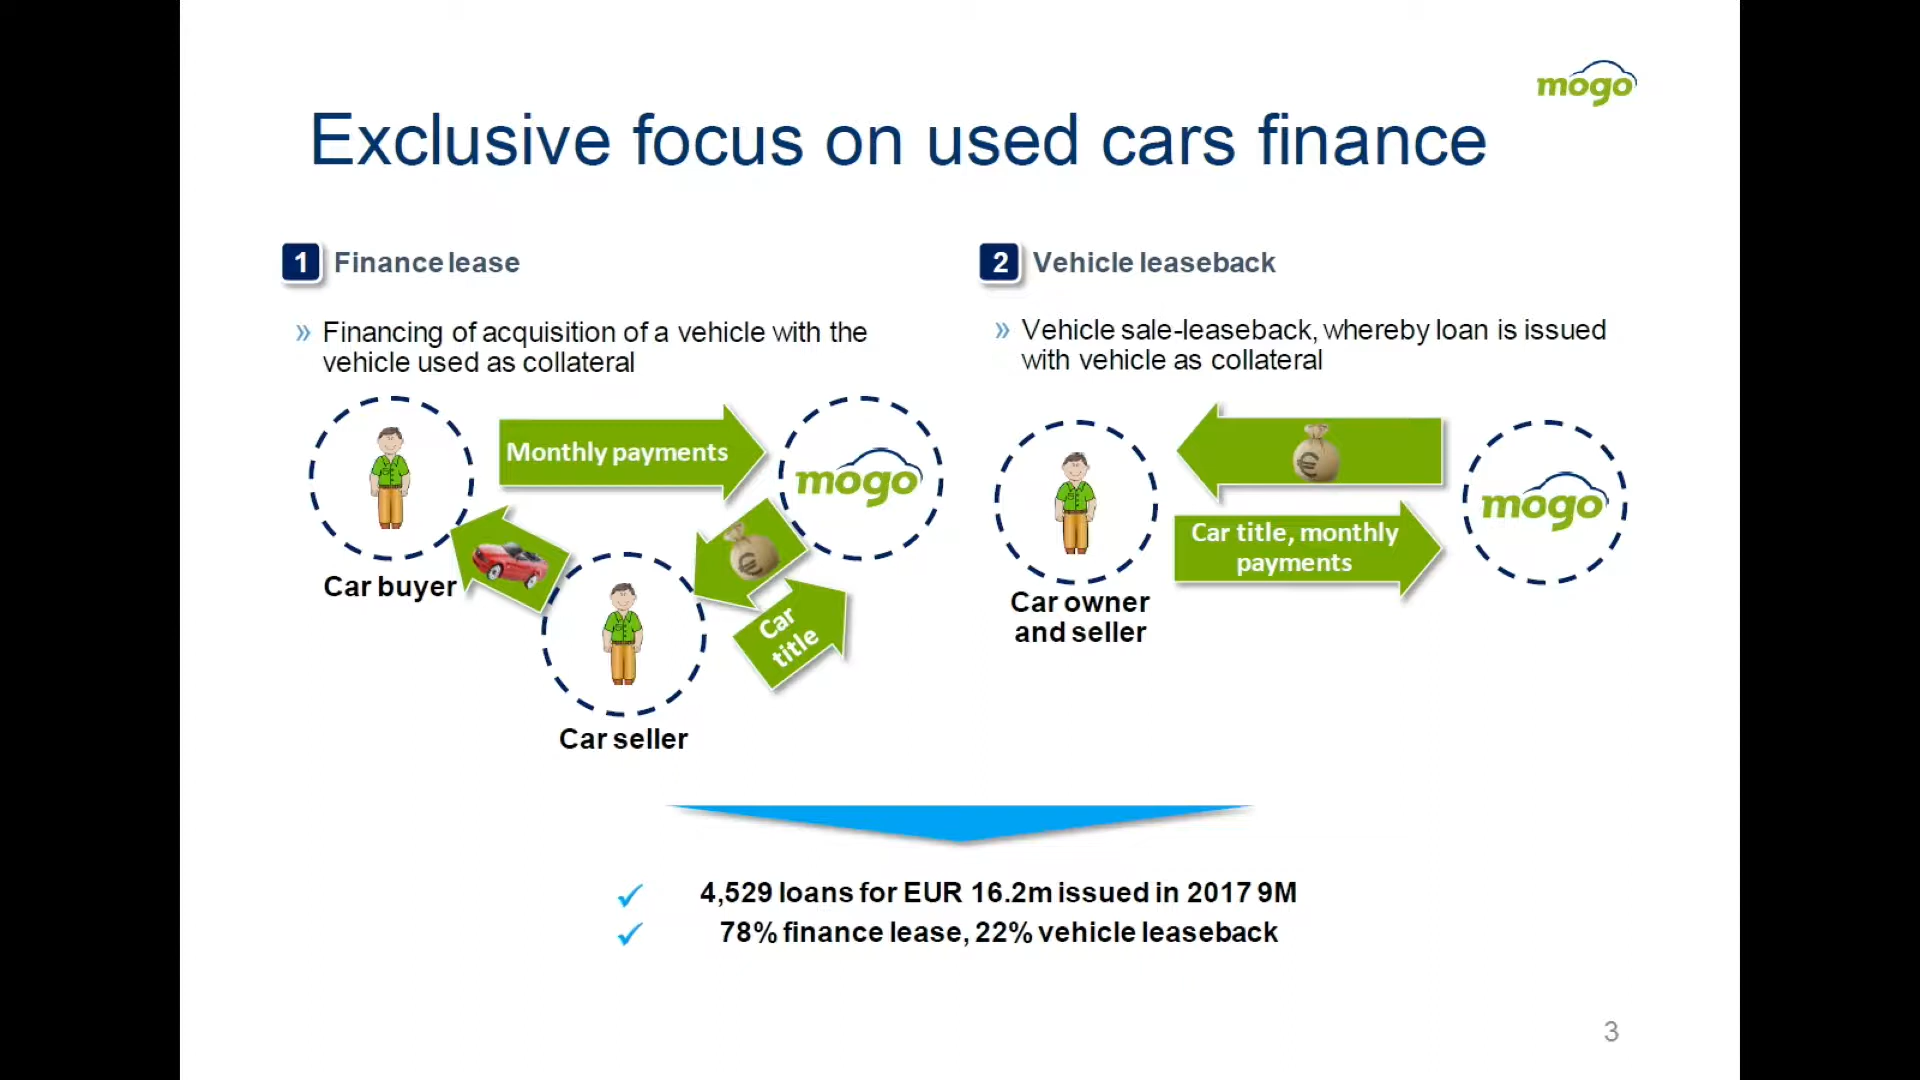 mogo
Exclusive focus on used cars finance
1 Finance lease
» Financing of acquisition of a vehicle with the
vehicle used as collateral
Monthly payments
mogo
€
Car buyer
Car
title
Car seller
2 Vehicle leaseback
» Vehicle sale-leaseback, whereby loan is issued
with vehicle as collateral
€
mogo
Car title, monthly
payments
Car owner
and seller
✓ 4,529 loans for EUR 16.2m issued in 2017 9M
✓ 78% finance lease, 22% vehicle leaseback
3